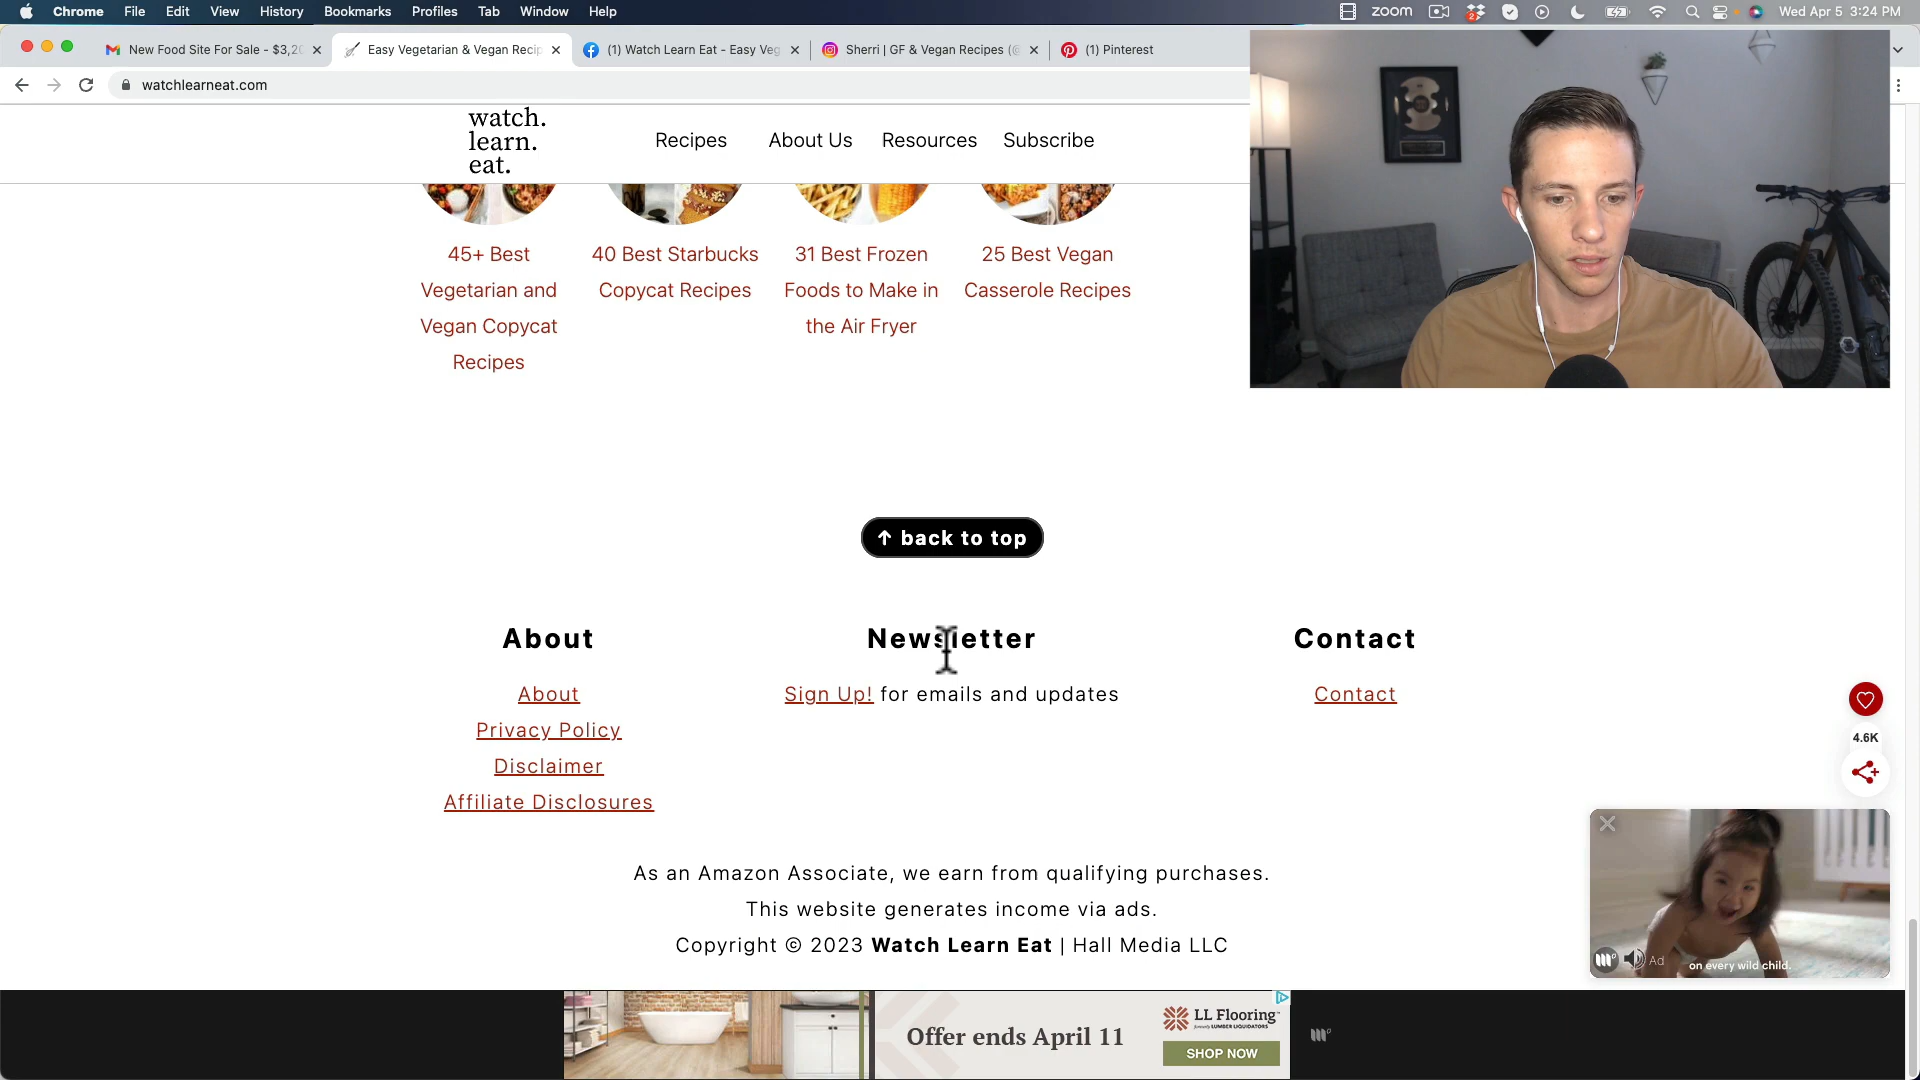 Chrome File Edit View History Bookmarks Profiles Tab Window Help
zoom 2 Wed Apr 5 3:24 PM
New Food Site For Sale - $3,2
Easy Vegetarian & Vegan Recip
(1) Watch Learn Eat - Easy Veg
Sherri | GF & Vegan Recipes (@
(1) Pinterest
watchlearneat.com
watch.
learn.
eat.
Recipes About Us Resources Subscribe
45+ Best
Vegetarian and
Vegan Copycat
Recipes
40 Best Starbucks
Copycat Recipes
31 Best Frozen
Foods to Make in
the Air Fryer
25 Best Vegan
Casserole Recipes
↑ back to top
About
About
Privacy Policy
Disclaimer
Affiliate Disclosures
Newsletter
Sign Up! for emails and updates
Contact
Contact
4.6K
As an Amazon Associate, we earn from qualifying purchases.
This website generates income via ads.
Copyright © 2023 Watch Learn Eat | Hall Media LLC
Ad
on every wild child.
Offer ends April 11
LL Flooring
SHOP NOW